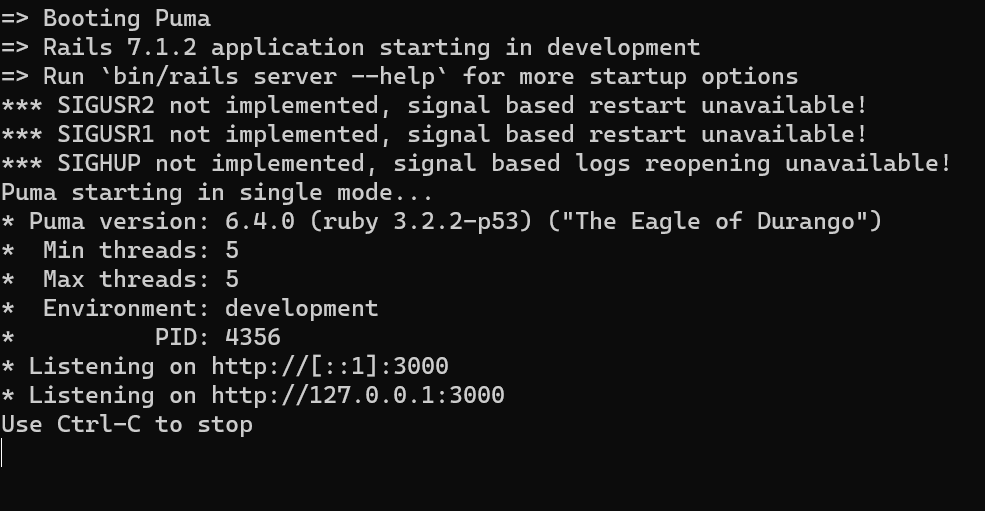 => Booting Puma
=> Rails 7.1.2 application starting in development
=> Run `bin/rails server --help` for more startup options
*** SIGUSR2 not implemented, signal based restart unavailable!
*** SIGUSR1 not implemented, signal based restart unavailable!
*** SIGHUP not implemented, signal based logs reopening unavailable!
Puma starting in single mode...
* Puma version: 6.4.0 (ruby 3.2.2-p53) ("The Eagle of Durango")
*  Min threads: 5
*  Max threads: 5
*  Environment: development
*          PID: 4356
* Listening on http://[::1]:3000
* Listening on http://127.0.0.1:3000
Use Ctrl-C to stop